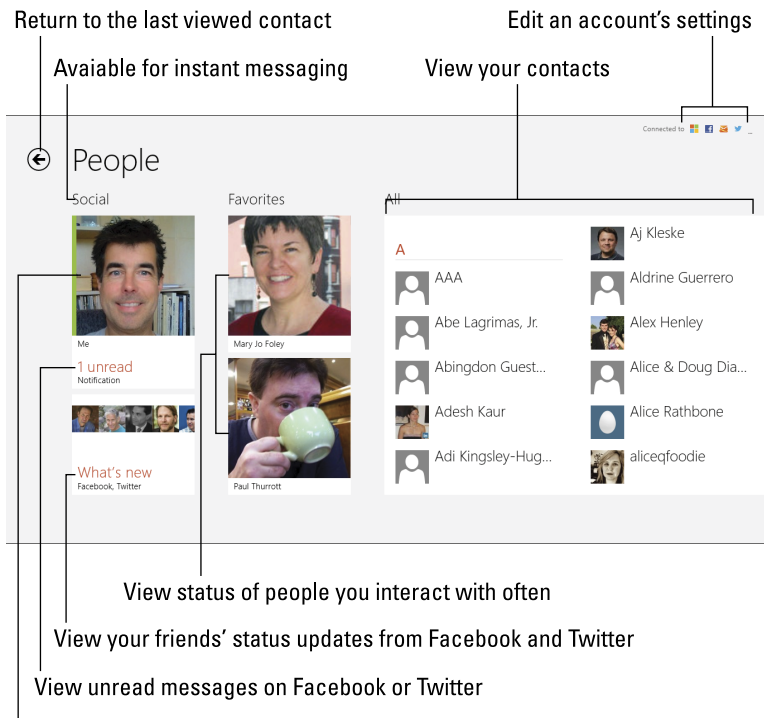 Return to the last viewed contact
Edit an account's settings
Avaiable for instant messaging
View your contacts
Connected to
People
Social
Favorites
All
Me
1 unread
Notification
What's new
Facebook, Twitter
Mary Jo Foley
Paul Thurrott
A
AAA
Abe Lagrimas, Jr.
Abingdon Guest...
Adesh Kaur
Adi Kingsley-Hug...
Aj Kleske
Aldrine Guerrero
Alex Henley
Alice & Doug Dia...
Alice Rathbone
aliceqfoodie
View status of people you interact with often
View your friends' status updates from Facebook and Twitter
View unread messages on Facebook or Twitter